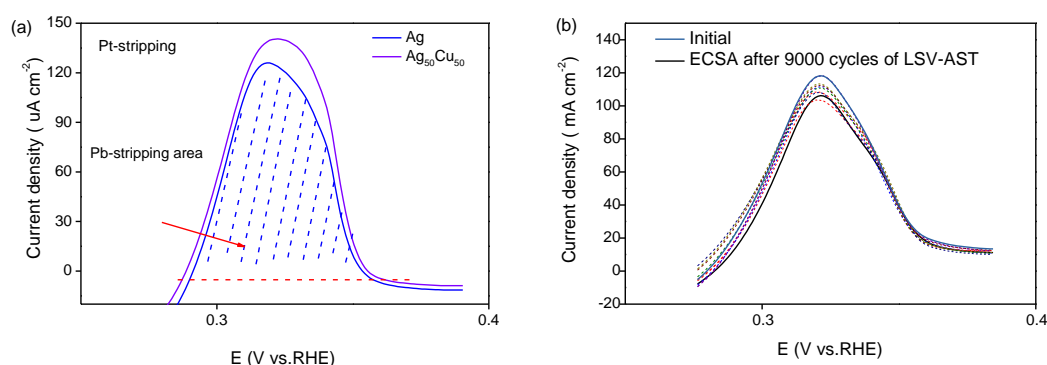 (a)
Pt-stripping
Ag
Ag₅₀Cu₅₀
Pb-stripping area
Current density ( uA cm⁻²)
150
120
90
60
30
0
0.3
0.4
E (V vs.RHE)
(b)
Initial
ECSA after 9000 cycles of LSV-AST
Current density ( mA cm⁻²)
140
120
100
80
60
40
20
0
-20
0.3
0.4
E (V vs.RHE)